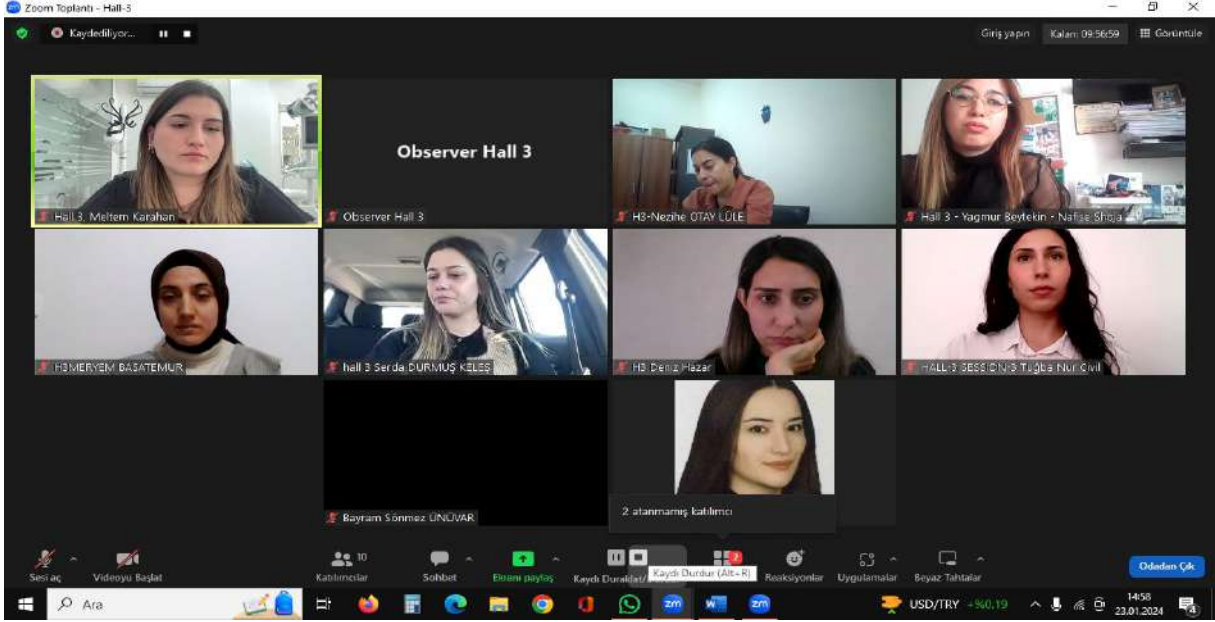 Zoom Toplantı - Hall-3
Kaydediliyor...
Giriş yapın
Kalan: 09:56:59
Görüntüle
Hall 3, Meltem Karahan
Observer Hall 3
Observer Hall 3
H3-Nezihe OTAY LÜLE
Hall 3 - Yagmur Beytekin - Nafise Shoja
H3MERYEM BASATEMUR
hall 3 Serda DURMUŞ KELEŞ
H3 Deniz Hazar
HALL-3 SESSION-3 Tuğba Nur Civil
Bayram Sönmez ÜNÜVAR
2 atanmamış katılımcı
Sesi aç
Videoyu Başlat
10
Katılımcılar
Sohbet
Ekranı paylaş
Kaydı Duraklat/
Kaydı Durdur (Alt+R)
2
Reaksiyonlar
Uygulamalar
Beyaz Tahtalar
Odadan Çık
Ara
USD/TRY +%0,19
14:58
23.01.2024
4